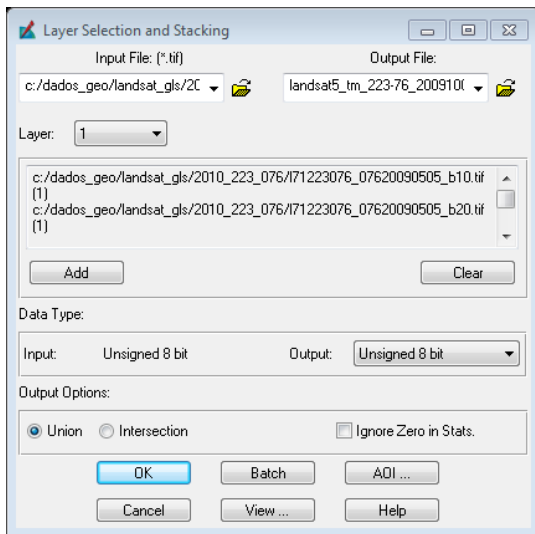 Layer Selection and Stacking
Input File: (*.tif) Output File:
c:/dados_geo/landsat_gls/20 landsat5_tm_223-76_200910
Layer: 1
c:/dados_geo/landsat_gls/2010_223_076/l71223076_07620090505_b10.tif
(1)
c:/dados_geo/landsat_gls/2010_223_076/l71223076_07620090505_b20.tif
(1)
Add Clear
Data Type:
Input: Unsigned 8 bit Output: Unsigned 8 bit
Output Options:
Union Intersection Ignore Zero in Stats.
OK Batch AOI ...
Cancel View ... Help